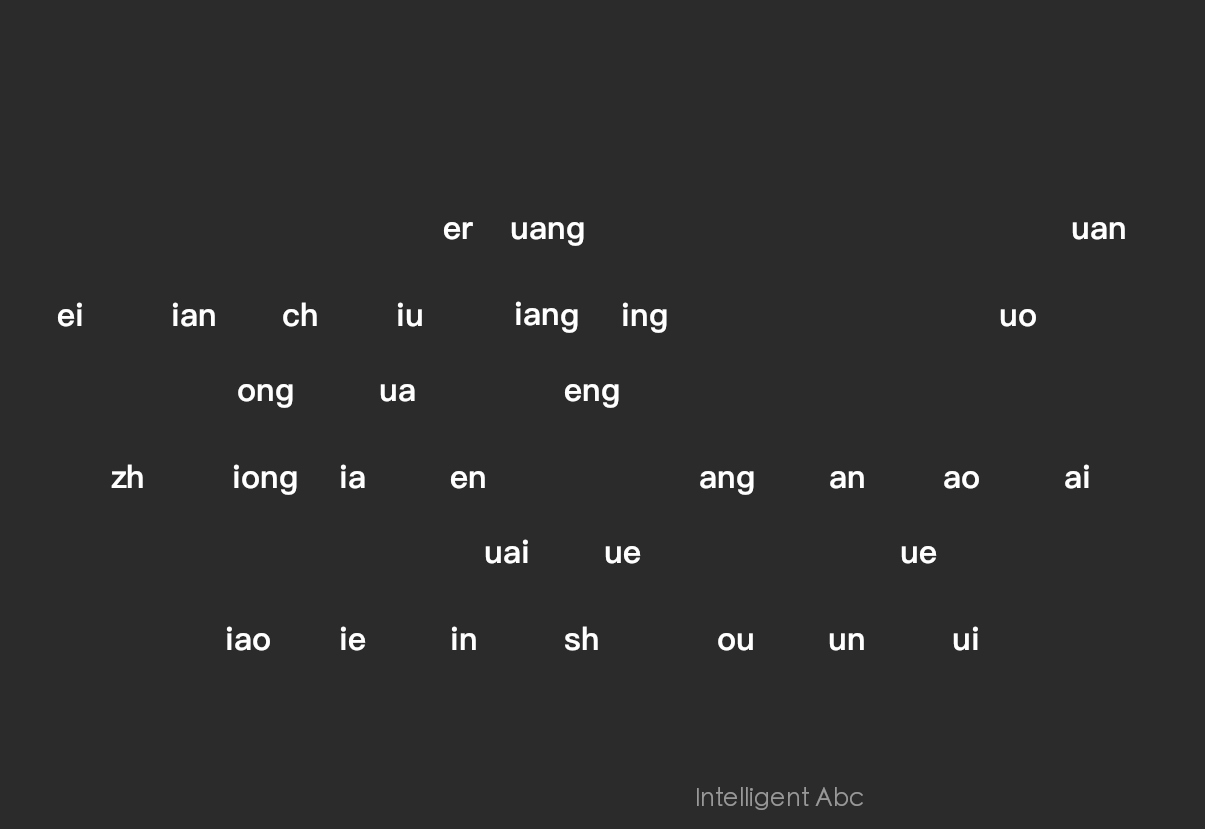 er uang uan
ei ian ch iu iang ing uo
ong ua eng
zh iong ia en ang an ao ai
uai ue ue
iao ie in sh ou un ui
Intelligent Abc